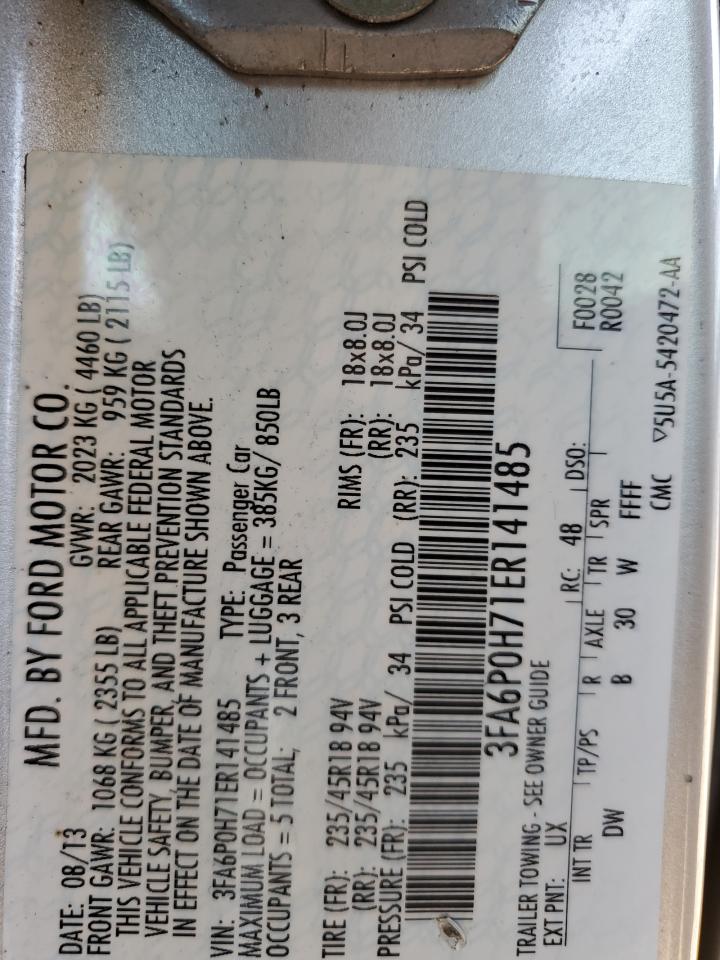 MFD. BY FORD MOTOR CO.
DATE: 08/13 GVWR: 2023 KG ( 4460 LB)
FRONT GAWR: 1068 KG ( 2355 LB) REAR GAWR: 959 KG ( 2115 LB)
THIS VEHICLE CONFORMS TO ALL APPLICABLE FEDERAL MOTOR
VEHICLE SAFETY, BUMPER, AND THEFT PREVENTION STANDARDS
IN EFFECT ON THE DATE OF MANUFACTURE SHOWN ABOVE.
VIN: 3FA6P0H71ER141485 TYPE: Passenger Car
MAXIMUM LOAD = OCCUPANTS + LUGGAGE = 385KG/ 850LB
OCCUPANTS = 5 TOTAL, 2 FRONT, 3 REAR
TIRE (FR): 235/45R18 94V RIMS (FR): 18x8.0J
(RR): 235/45R18 94V (RR): 18x8.0J
PRESSURE (FR): 235 kPa/ 34 PSI COLD (RR): 235 kPa/ 34 PSI COLD
3FA6P0H71ER141485
TRAILER TOWING - SEE OWNER GUIDE
EXT PNT: UX RC: 48 DSO: F0028
R0042
INT TR TP/PS R AXLE TR SPR
DW B 30 W FFFF
CMC ▽5U5A-5420472-AA